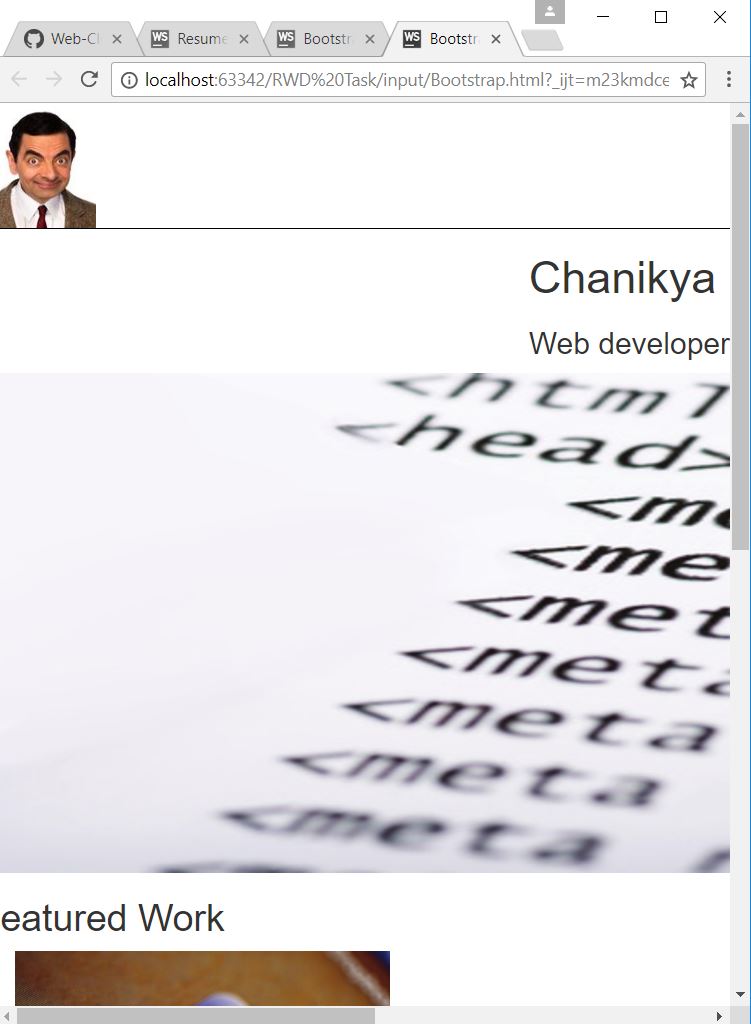 Web-Cl
Resume
Bootstr
Bootstr
localhost:63342/RWD%20Task/input/Bootstrap.html?_ijt=m23kmdce
Chanikya
Web developer
<html
<head>
<me
<me
<met
<meta
<meta
<meta
<meta
eatured Work